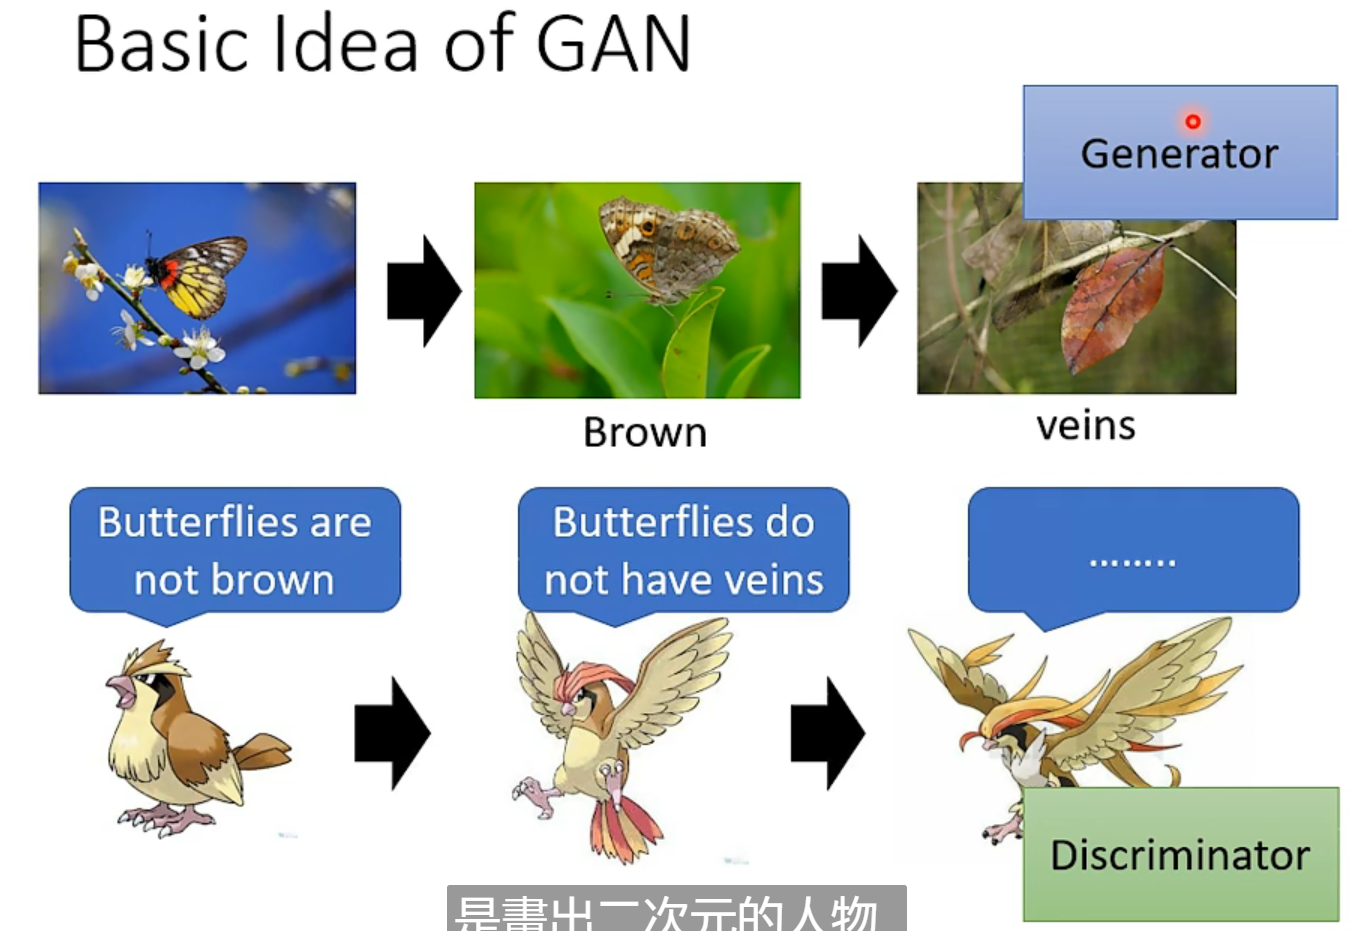 Basic Idea of GAN
Generator
Brown
veins
Butterflies are
not brown
Butterflies do
not have veins
........
Discriminator
是畫出二次元的人物